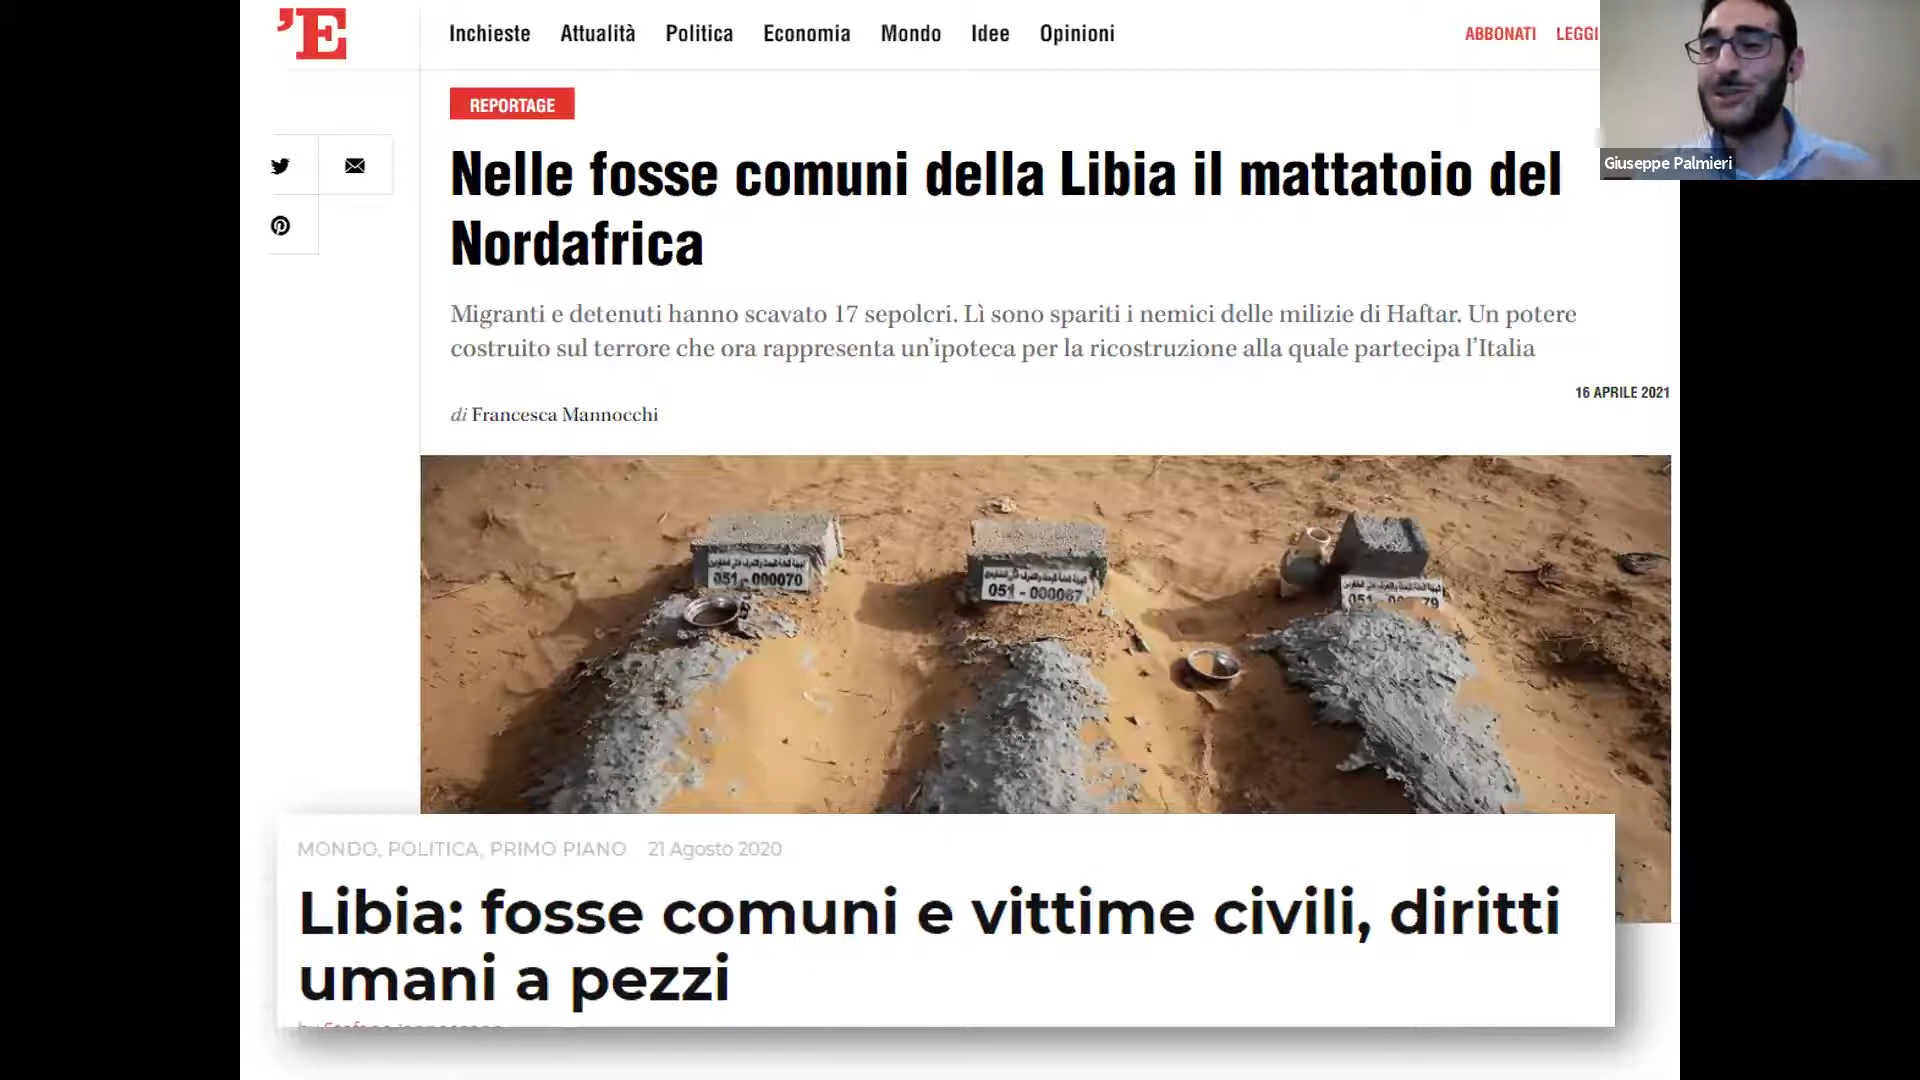 'E
Inchieste Attualità Politica Economia Mondo Idee Opinioni
ABBONATI LEGGI
REPORTAGE
Nelle fosse comuni della Libia il mattatoio del
Nordafrica
Migranti e detenuti hanno scavato 17 sepolcri. Lì sono spariti i nemici delle milizie di Haftar. Un potere
costruito sul terrore che ora rappresenta un'ipoteca per la ricostruzione alla quale partecipa l'Italia
16 APRILE 2021
di Francesca Mannocchi
Giuseppe Palmieri
051 - 000070
051 - 000067
MONDO, POLITICA, PRIMO PIANO 21 Agosto 2020
Libia: fosse comuni e vittime civili, diritti
umani a pezzi